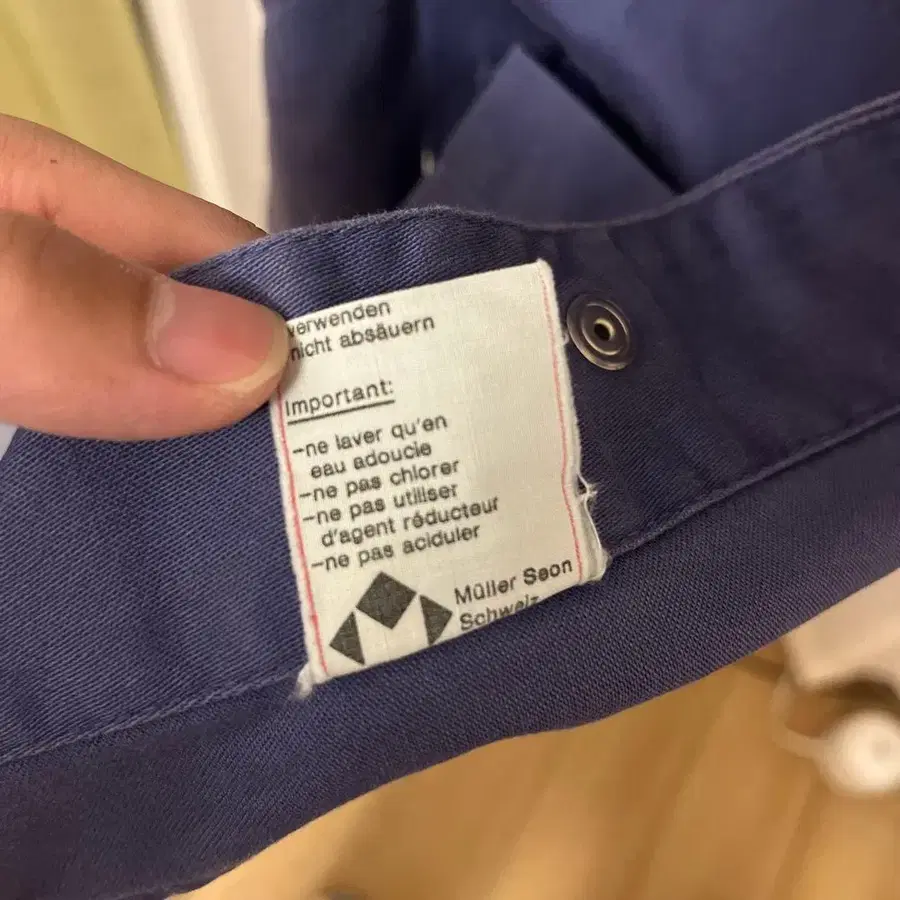 verwenden
nicht absäuern
Important:
-ne laver qu'en
eau adoucie
-ne pas chlorer
-ne pas utiliser
d'agent réducteur
-ne pas aciduler
Müller Seon
Schweiz